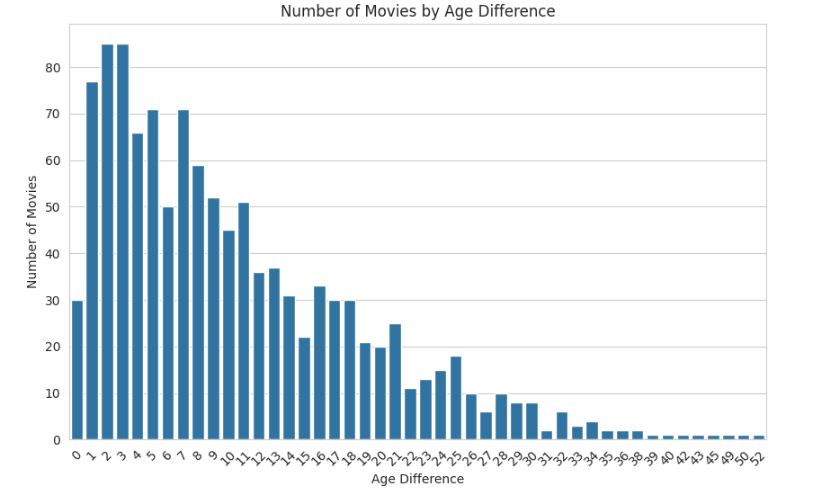 Number of Movies by Age Difference
Number of Movies
80
70
60
50
40
30
20
10
0
0 1 2 3 4 5 6 7 8 9 10 11 12 13 14 15 16 17 18 19 20 21 22 23 24 25 26 27 28 29 30 31 32 33 34 35 36 38 39 40 42 43 45 49 50 52
Age Difference